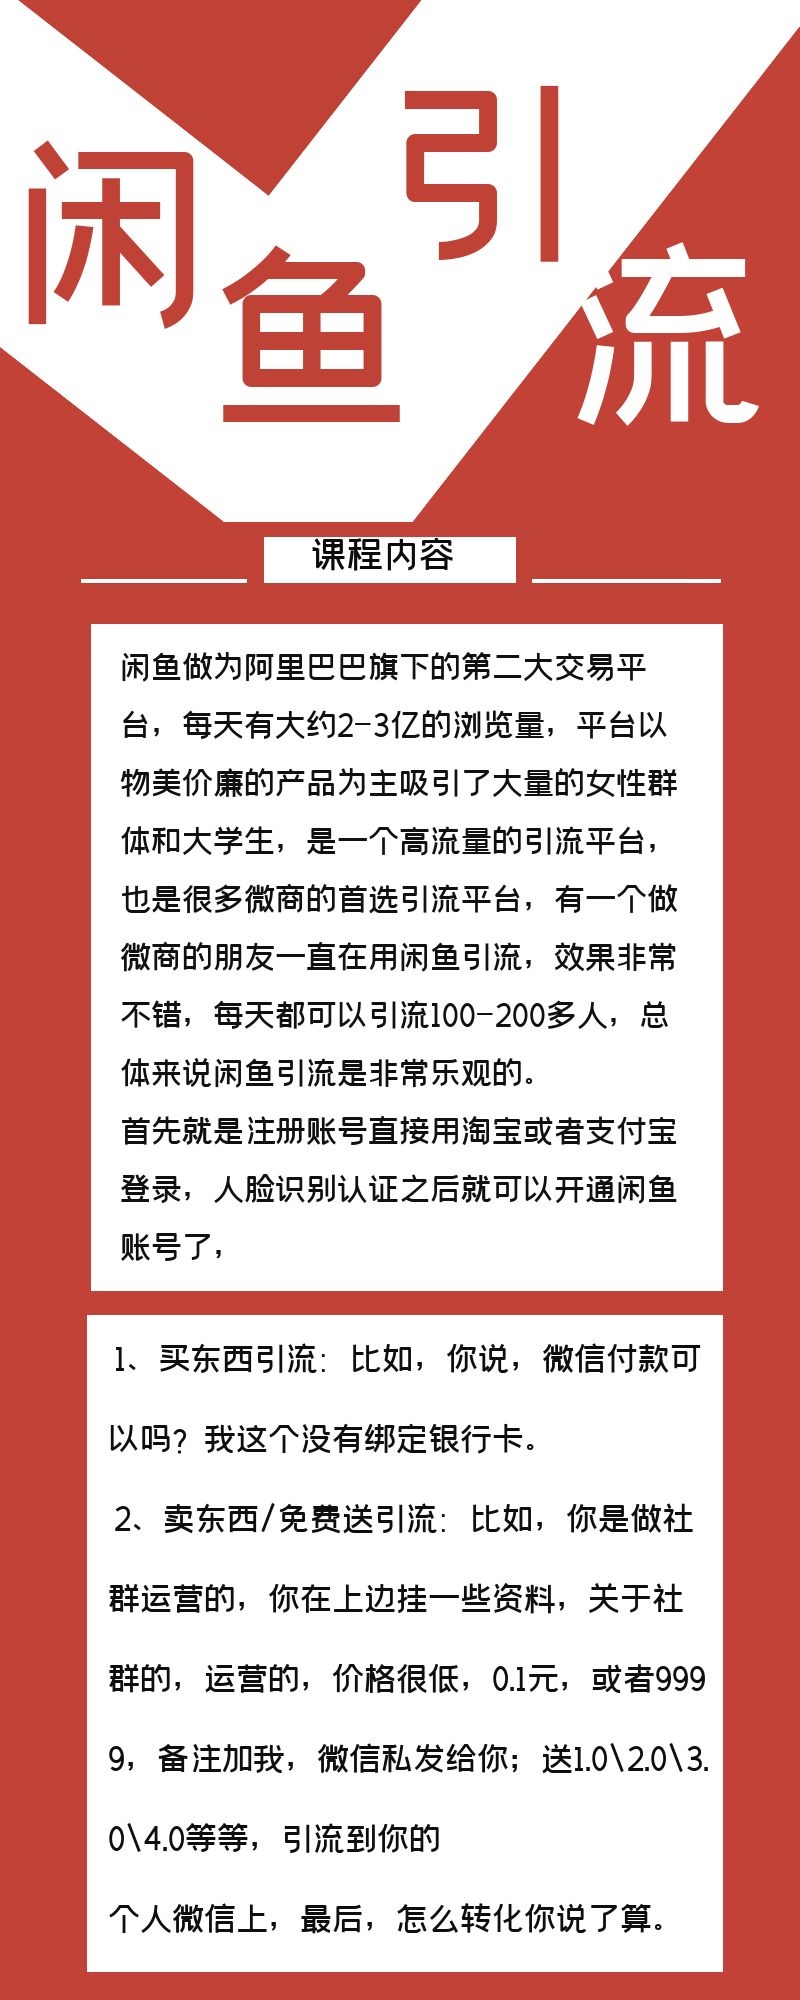 闲鱼引流
课程内容
闲鱼做为阿里巴巴旗下的第二大交易平
台，每天有大约2-3亿的浏览量，平台以
物美价廉的产品为主吸引了大量的女性群
体和大学生，是一个高流量的引流平台，
也是很多微商的首选引流平台，有一个做
微商的朋友一直在用闲鱼引流，效果非常
不错，每天都可以引流100-200多人，总
体来说闲鱼引流是非常乐观的。
首先就是注册账号直接用淘宝或者支付宝
登录，人脸识别认证之后就可以开通闲鱼
账号了，
1、买东西引流：比如，你说，微信付款可
以吗？我这个没有绑定银行卡。
2、卖东西/免费送引流：比如，你是做社
群运营的，你在上边挂一些资料，关于社
群的，运营的，价格很低，0.1元，或者999
9，备注加我，微信私发给你；送1.0\2.0\3.
0\4.0等等，引流到你的
个人微信上，最后，怎么转化你说了算。